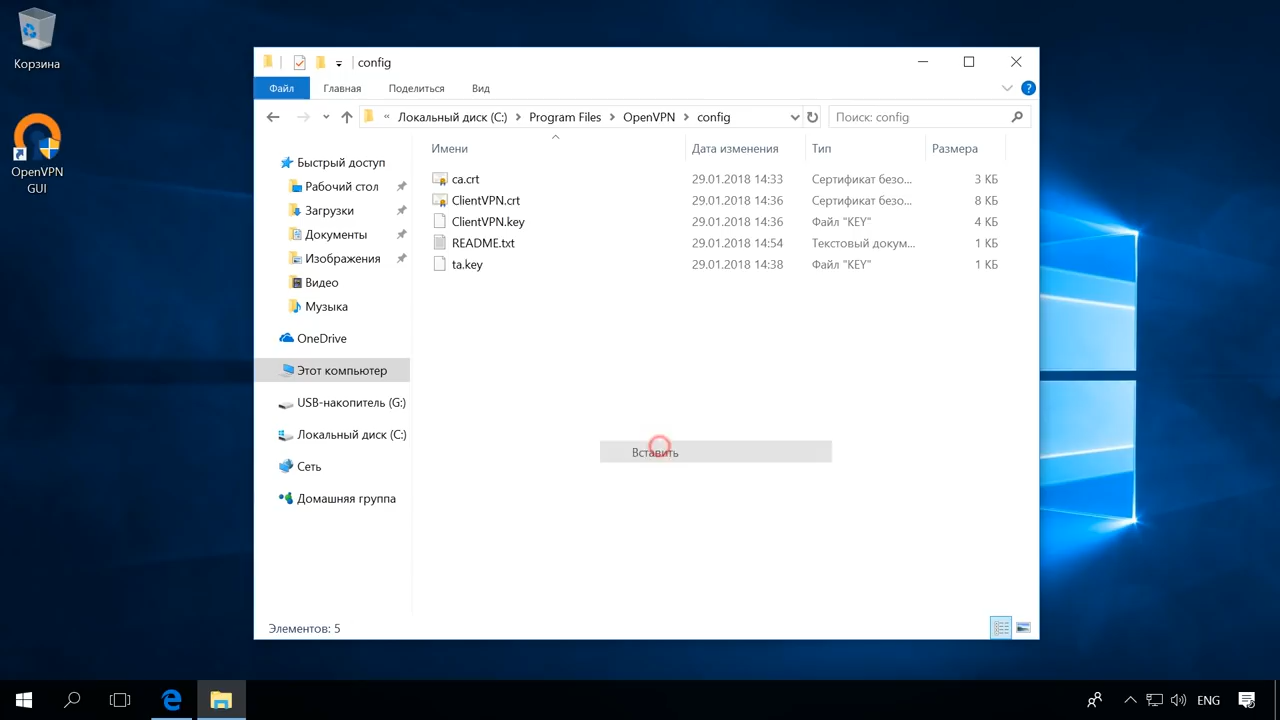 Корзина
OpenVPN
GUI
config
Файл
Главная
Поделиться
Вид
?
« Локальный диск (C:) > Program Files > OpenVPN > config
Поиск: config
Имени
Дата изменения
Тип
Размера
Быстрый доступ
Рабочий стол
Загрузки
Документы
Изображения
Видео
Музыка
OneDrive
Этот компьютер
USB-накопитель (G:)
Локальный диск (C:)
Сеть
Домашняя группа
ca.crt 29.01.2018 14:33 Сертификат безо... 3 КБ
ClientVPN.crt 29.01.2018 14:36 Сертификат безо... 8 КБ
ClientVPN.key 29.01.2018 14:36 Файл "KEY" 4 КБ
README.txt 29.01.2018 14:54 Текстовый докум... 1 КБ
ta.key 29.01.2018 14:38 Файл "KEY" 1 КБ
Вставить
Элементов: 5
ENG